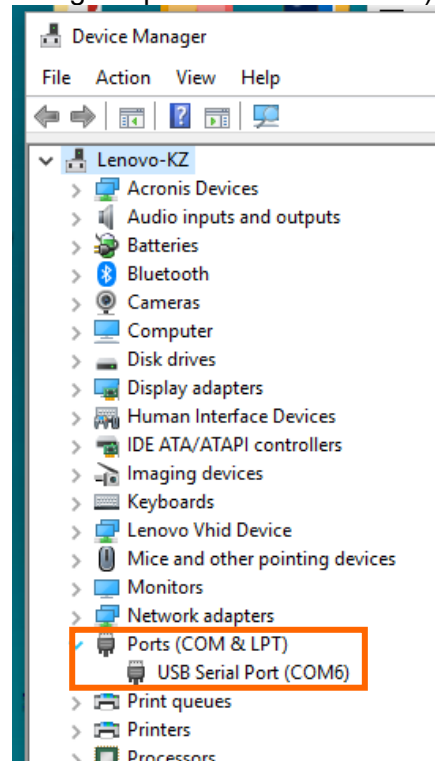 Device Manager
File Action View Help
Lenovo-KZ
Acronis Devices
Audio inputs and outputs
Batteries
Bluetooth
Cameras
Computer
Disk drives
Display adapters
Human Interface Devices
IDE ATA/ATAPI controllers
Imaging devices
Keyboards
Lenovo Vhid Device
Mice and other pointing devices
Monitors
Network adapters
Ports (COM & LPT)
USB Serial Port (COM6)
Print queues
Printers
Processors